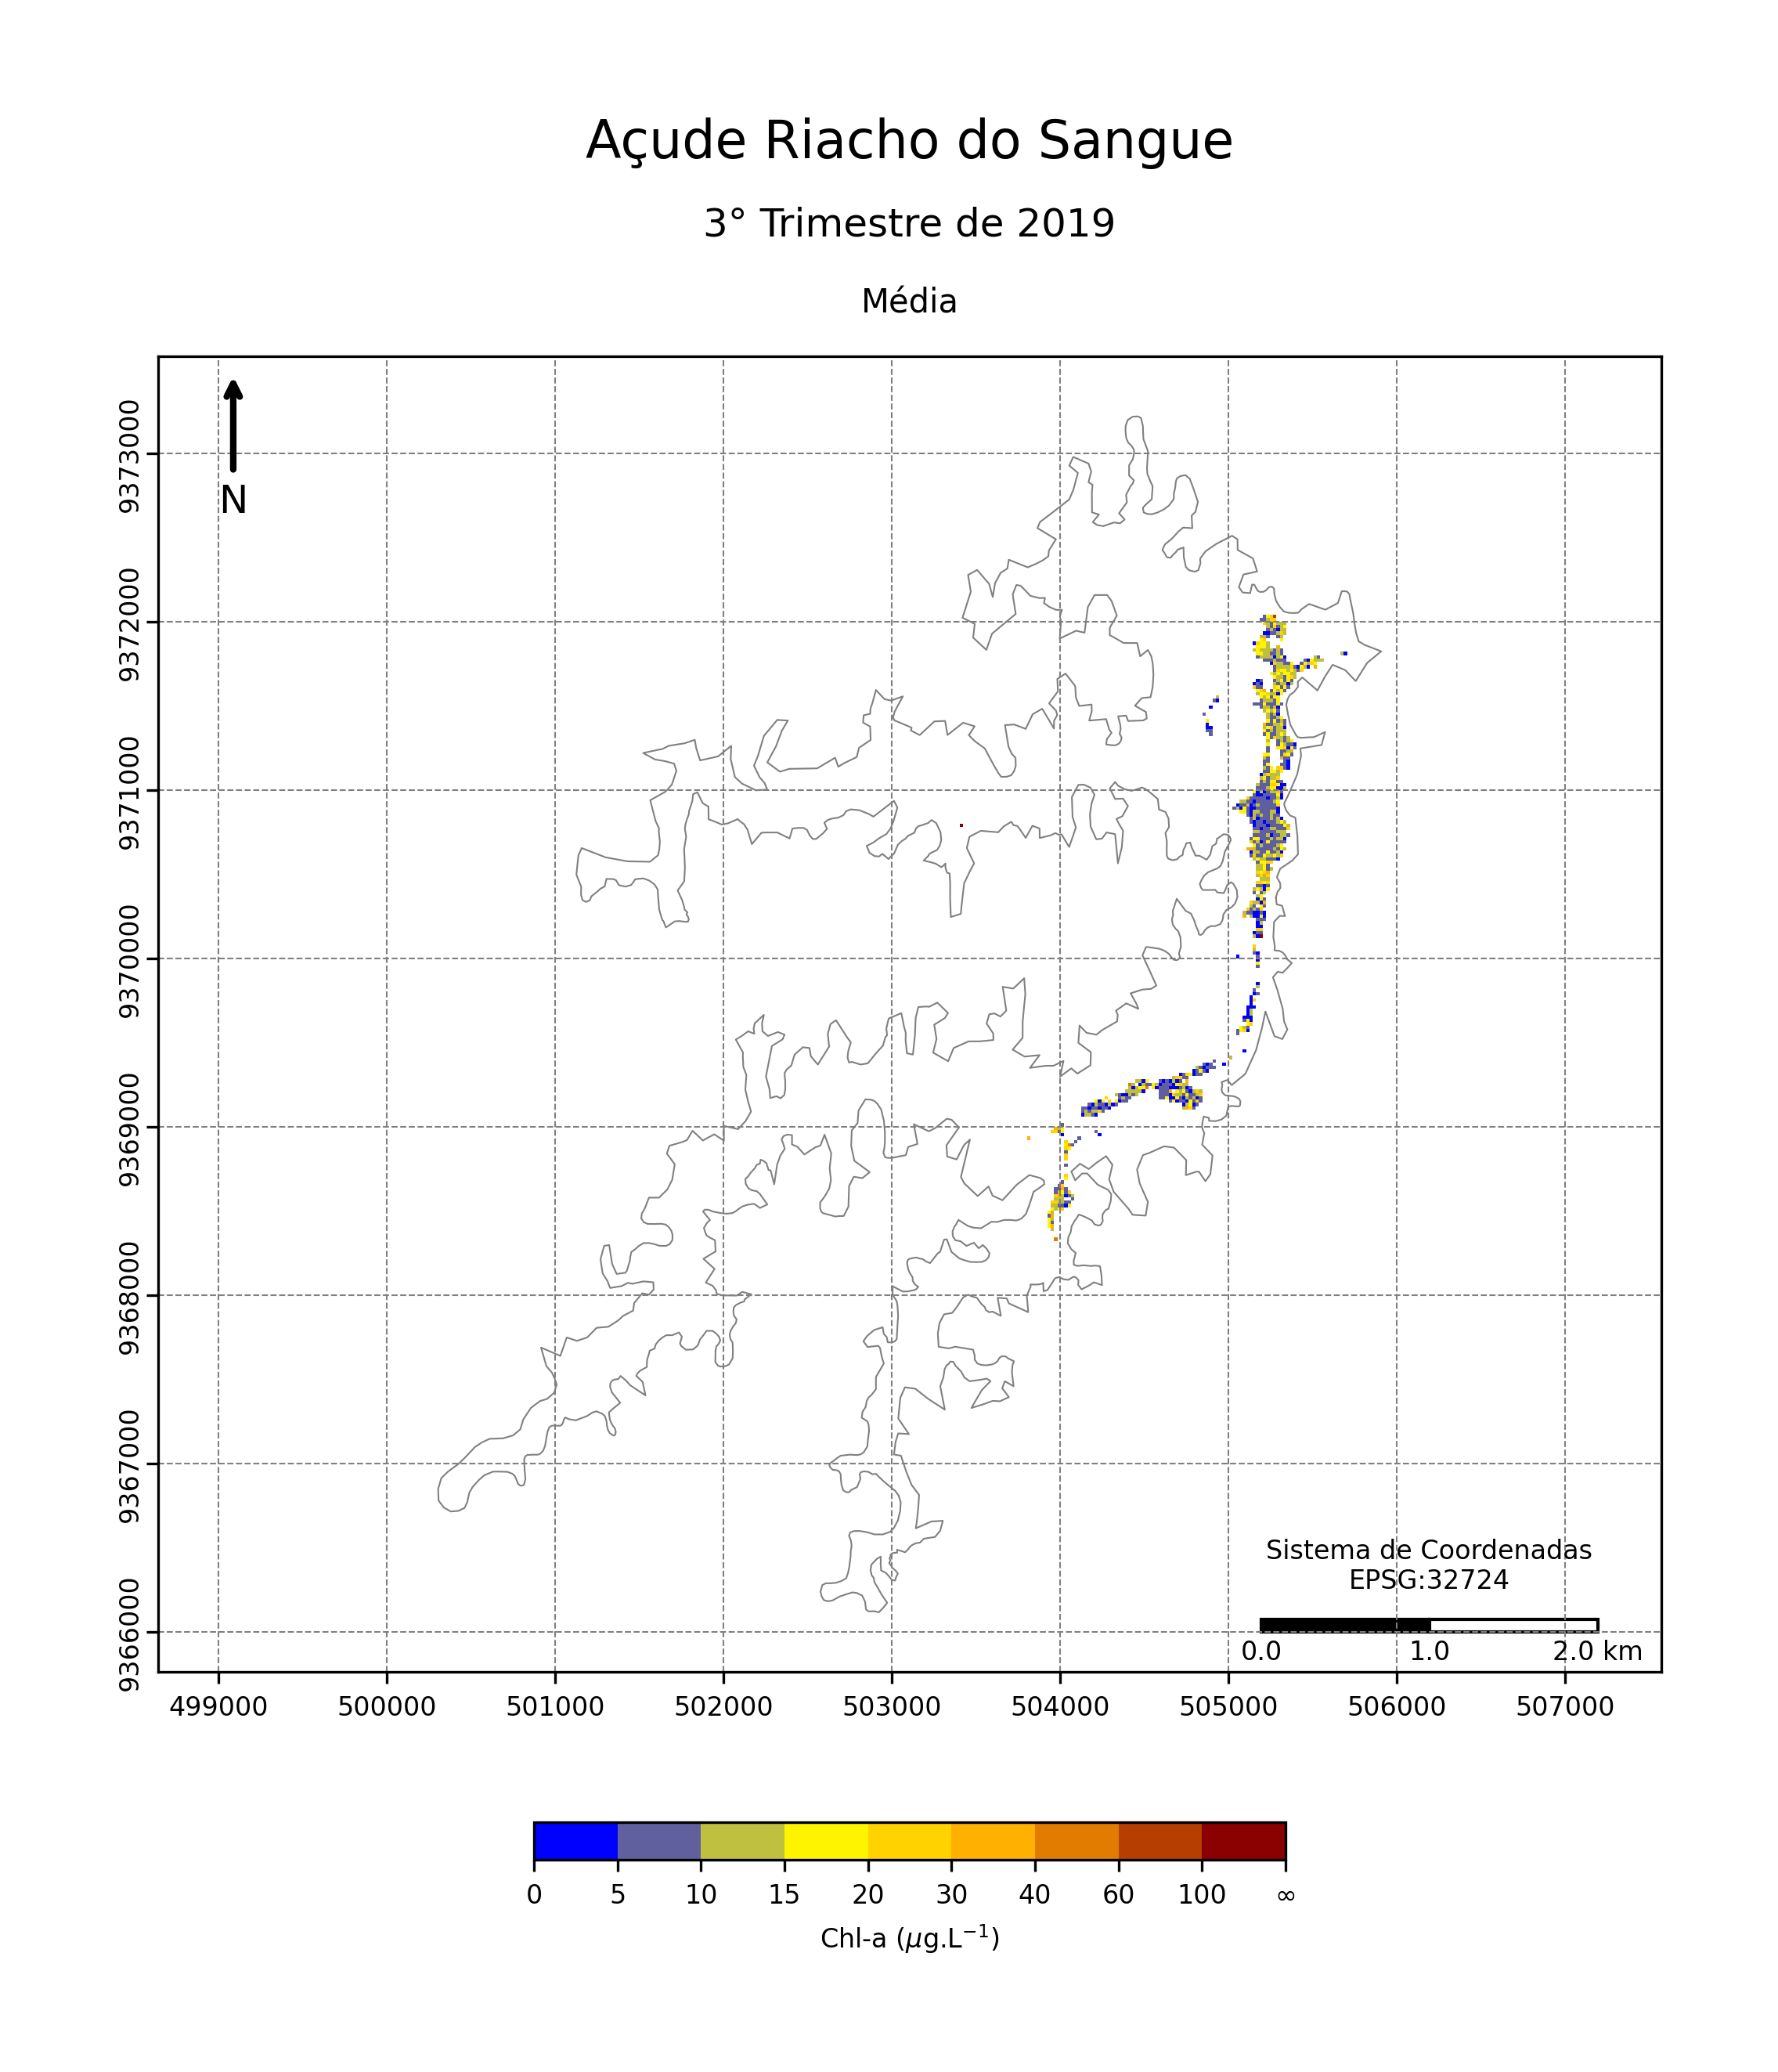 Açude Riacho do Sangue
3° Trimestre de 2019
Média
N
9373000
9372000
9371000
9370000
9369000
9368000
9367000
9366000
Sistema de Coordenadas
EPSG:32724
0.0 1.0 2.0 km
499000 500000 501000 502000 503000 504000 505000 506000 507000
0 5 10 15 20 30 40 60 100 ∞
Chl-a (μg.L⁻¹)